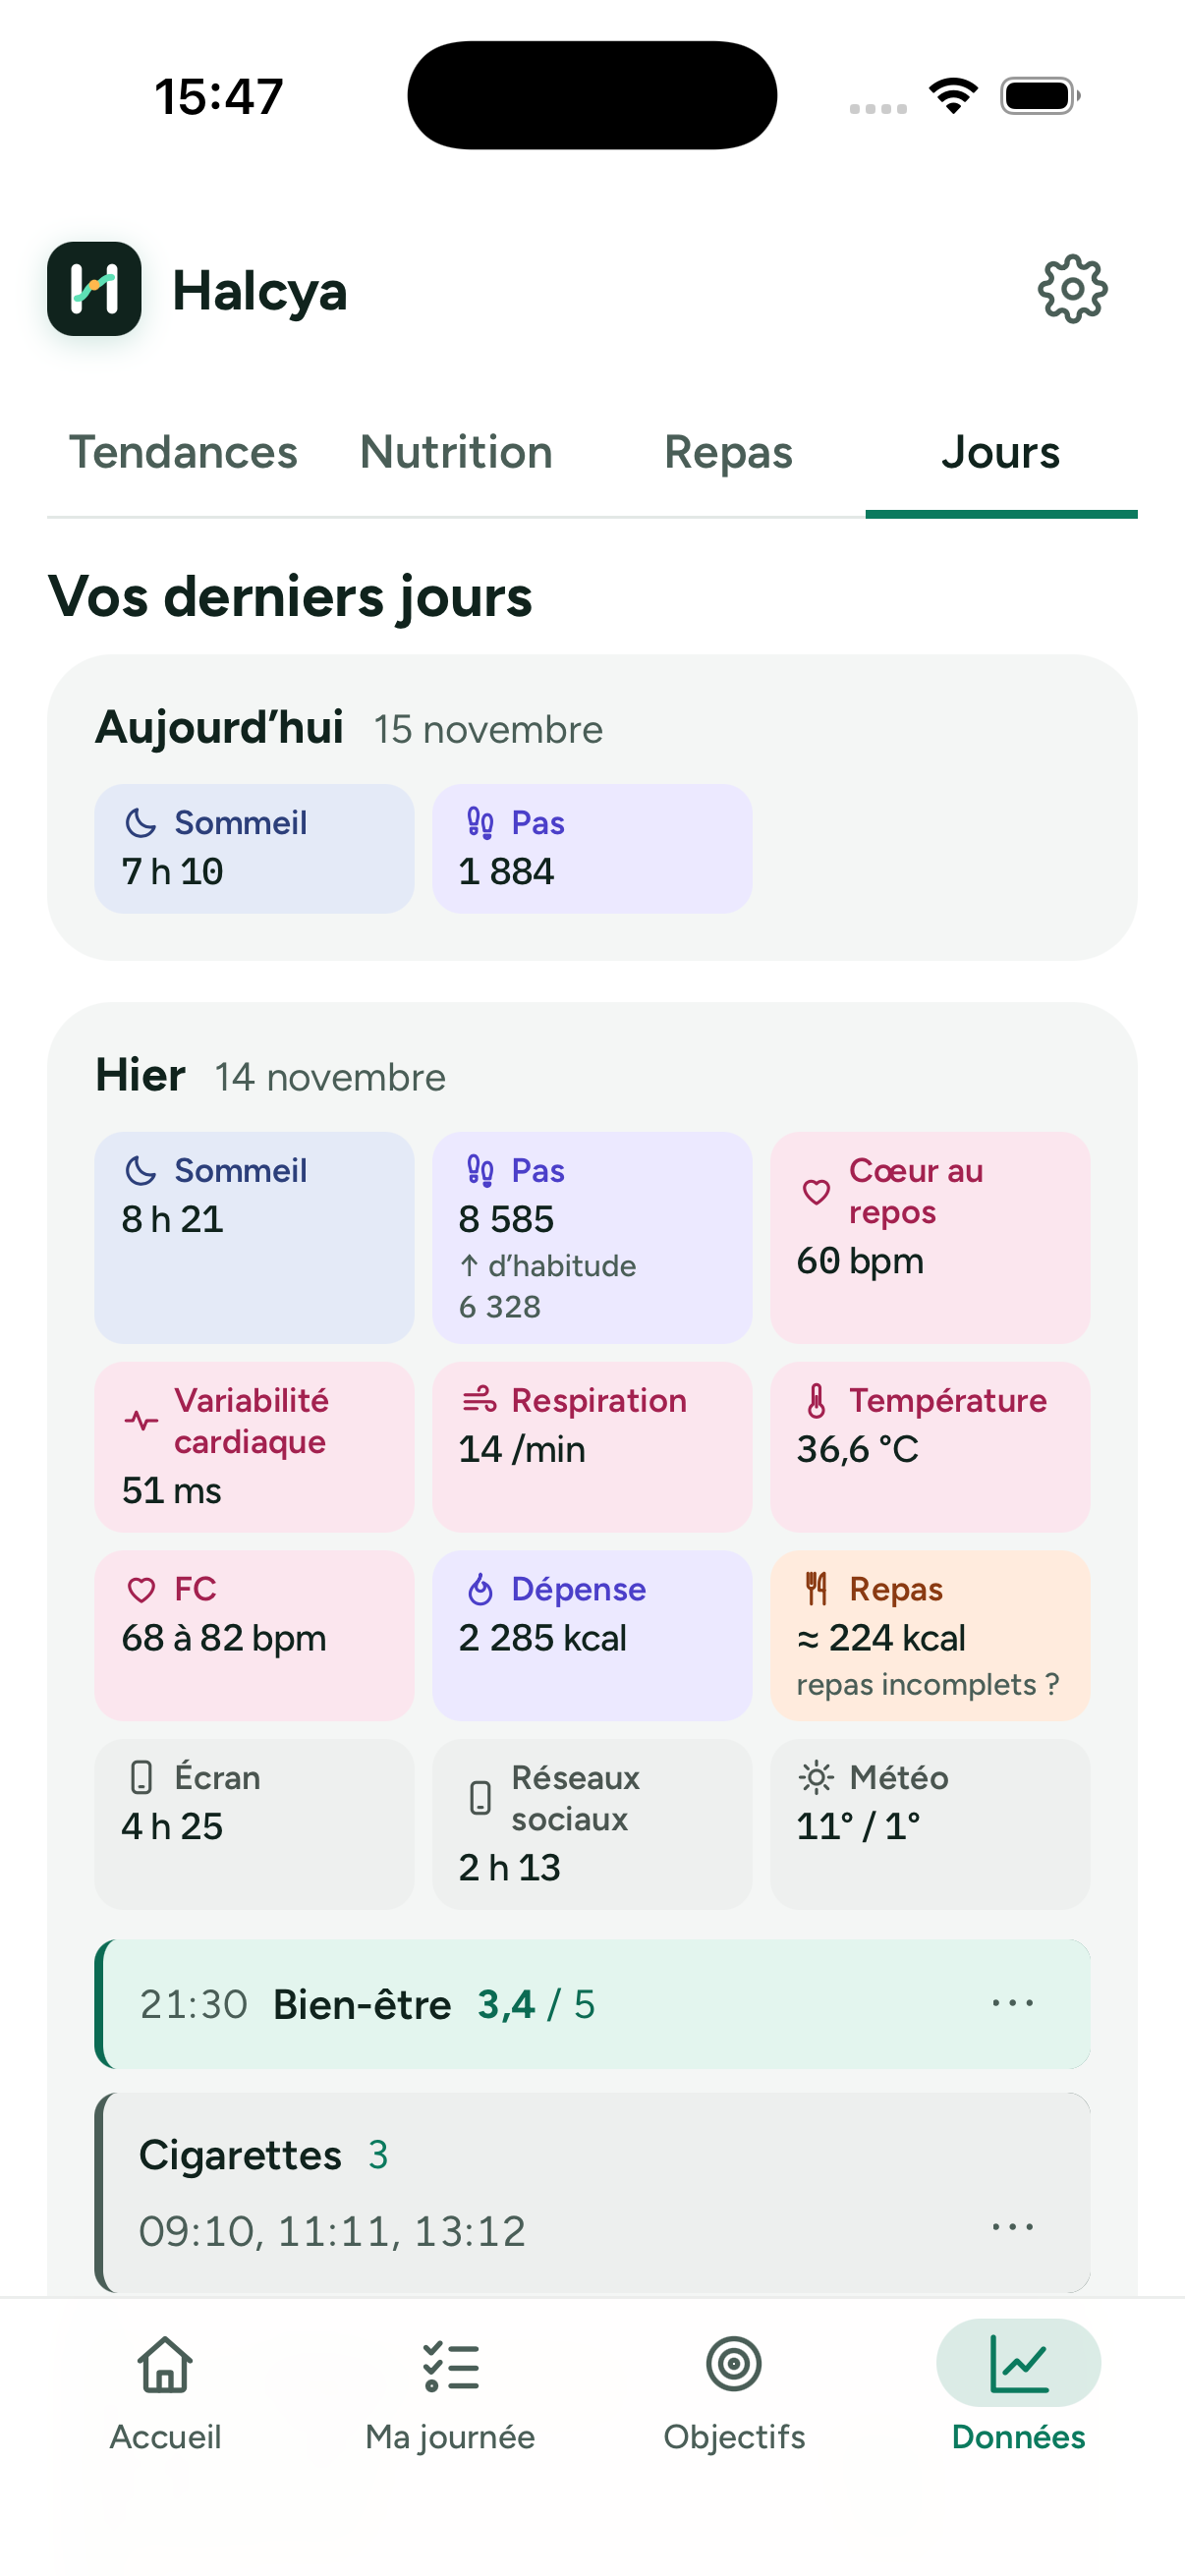 15:47
Halcya
Tendances Nutrition Repas Jours
Vos derniers jours
Aujourd’hui 15 novembre
Sommeil
7 h 10
Pas
1 884
Hier 14 novembre
Sommeil
8 h 21
Pas
8 585
↑ d’habitude
6 328
Cœur au
repos
60 bpm
Variabilité
cardiaque
51 ms
Respiration
14 /min
Température
36,6 °C
FC
68 à 82 bpm
Dépense
2 285 kcal
Repas
≈ 224 kcal
repas incomplets ?
Écran
4 h 25
Réseaux
sociaux
2 h 13
Météo
11° / 1°
21:30 Bien-être 3,4 / 5
Cigarettes 3
09:10, 11:11, 13:12
Accueil Ma journée Objectifs Données